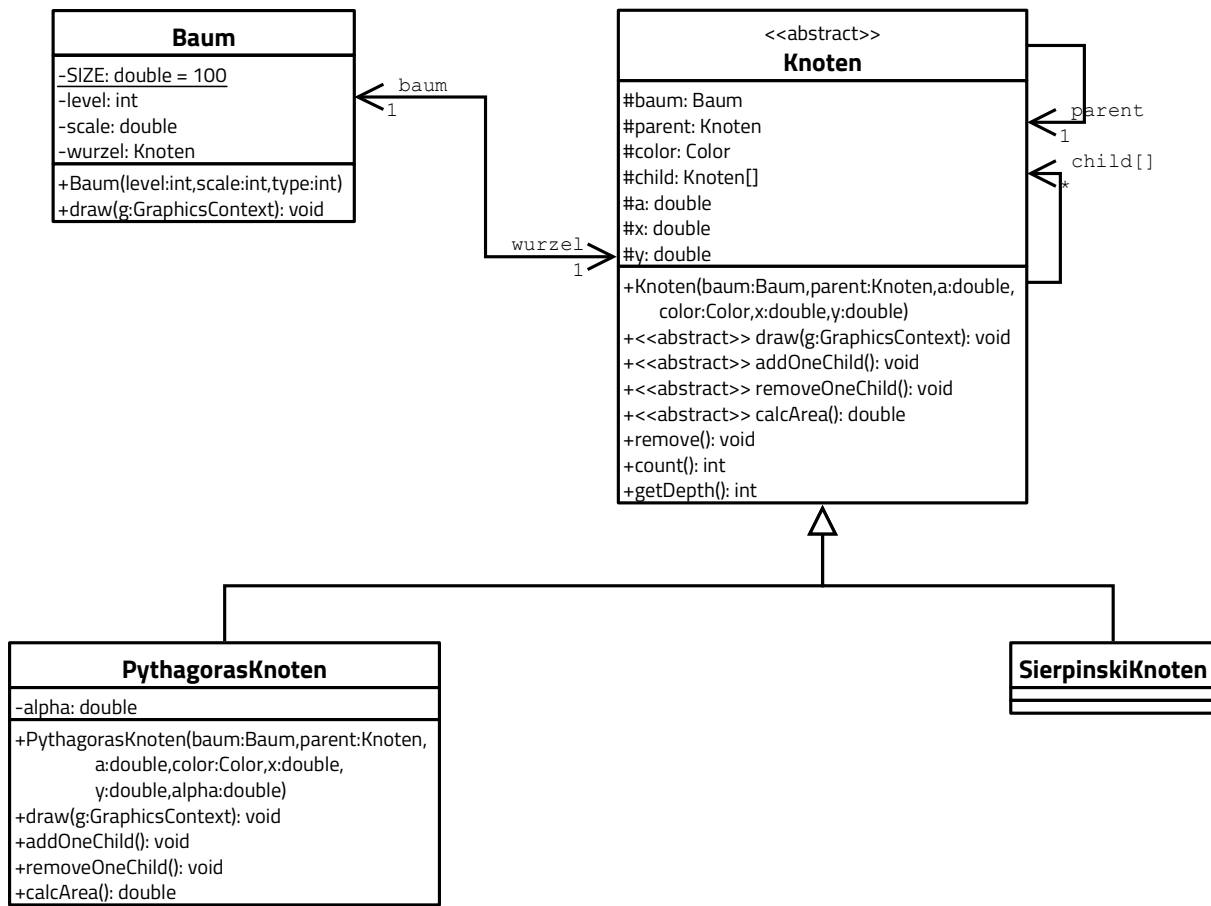 Baum
-SIZE: double = 100
-level: int
-scale: double
-wurzel: Knoten
+Baum(level:int,scale:int,type:int)
+draw(g:GraphicsContext): void
baum
1
wurzel
1
<<abstract>>
Knoten
#baum: Baum
#parent: Knoten
#color: Color
#child: Knoten[]
#a: double
#x: double
#y: double
+Knoten(baum:Baum,parent:Knoten,a:double,
color:Color,x:double,y:double)
+<<abstract>> draw(g:GraphicsContext): void
+<<abstract>> addOneChild(): void
+<<abstract>> removeOneChild(): void
+<<abstract>> calcArea(): double
+remove(): void
+count(): int
+getDepth(): int
parent
1
child[]
*
PythagorasKnoten
-alpha: double
+PythagorasKnoten(baum:Baum,parent:Knoten,
a:double,color:Color,x:double,
y:double,alpha:double)
+draw(g:GraphicsContext): void
+addOneChild(): void
+removeOneChild(): void
+calcArea(): double
SierpinskiKnoten